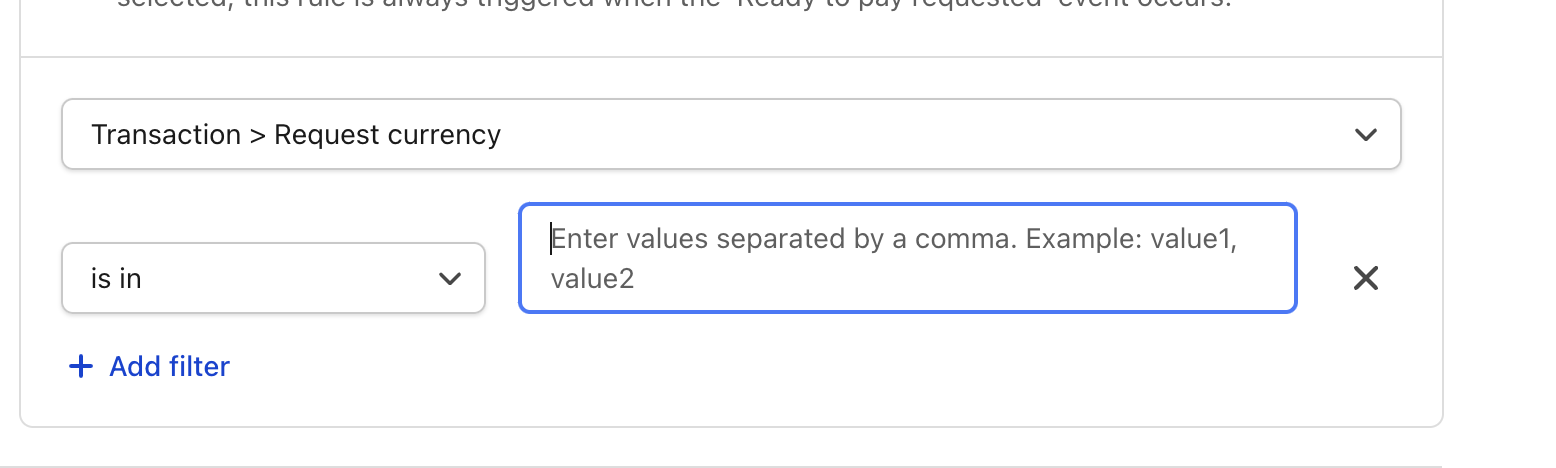 selected, this rule is always triggered when the "Ready to pay requested" event occurs.
Transaction > Request currency
is in
Enter values separated by a comma. Example: value1,
value2
+ Add filter